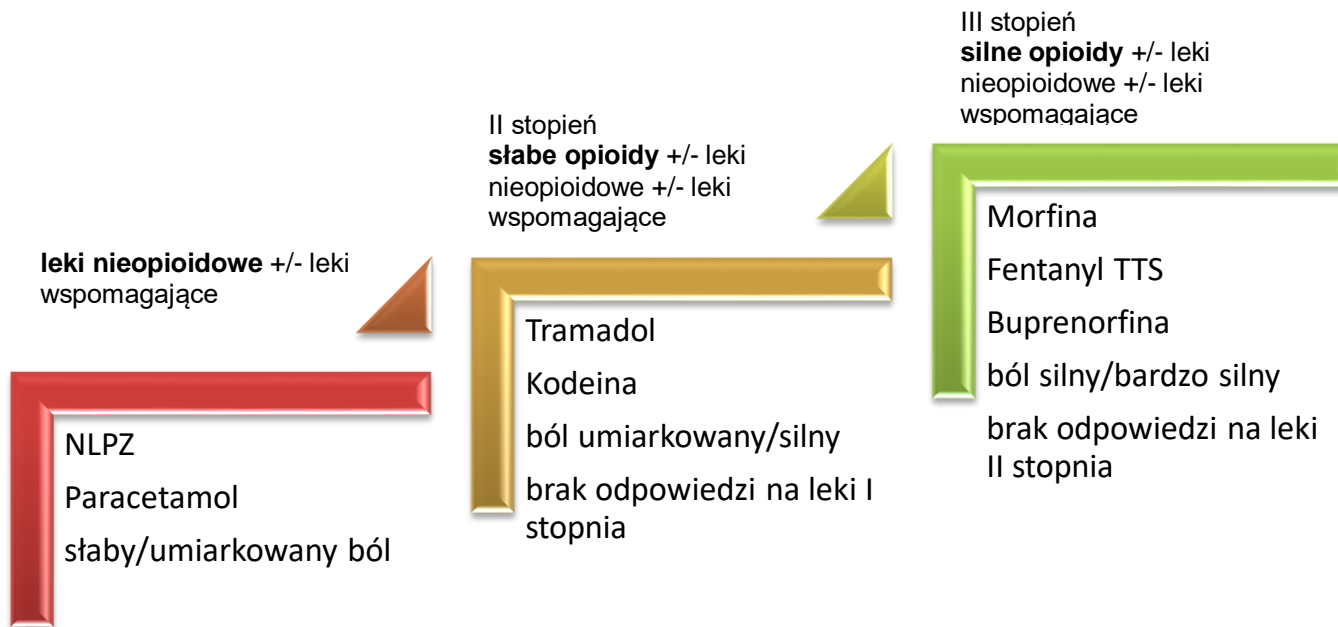 leki nieopioidowe +/- leki
wspomagające
NLPZ
Paracetamol
słaby/umiarkowany ból
II stopień
słabe opioidy +/- leki
nieopioidowe +/- leki
wspomagające
Tramadol
Kodeina
ból umiarkowany/silny
brak odpowiedzi na leki I
stopnia
III stopień
silne opioidy +/- leki
nieopioidowe +/- leki
wspomagające
Morfina
Fentanyl TTS
Buprenorfina
ból silny/bardzo silny
brak odpowiedzi na leki
II stopnia